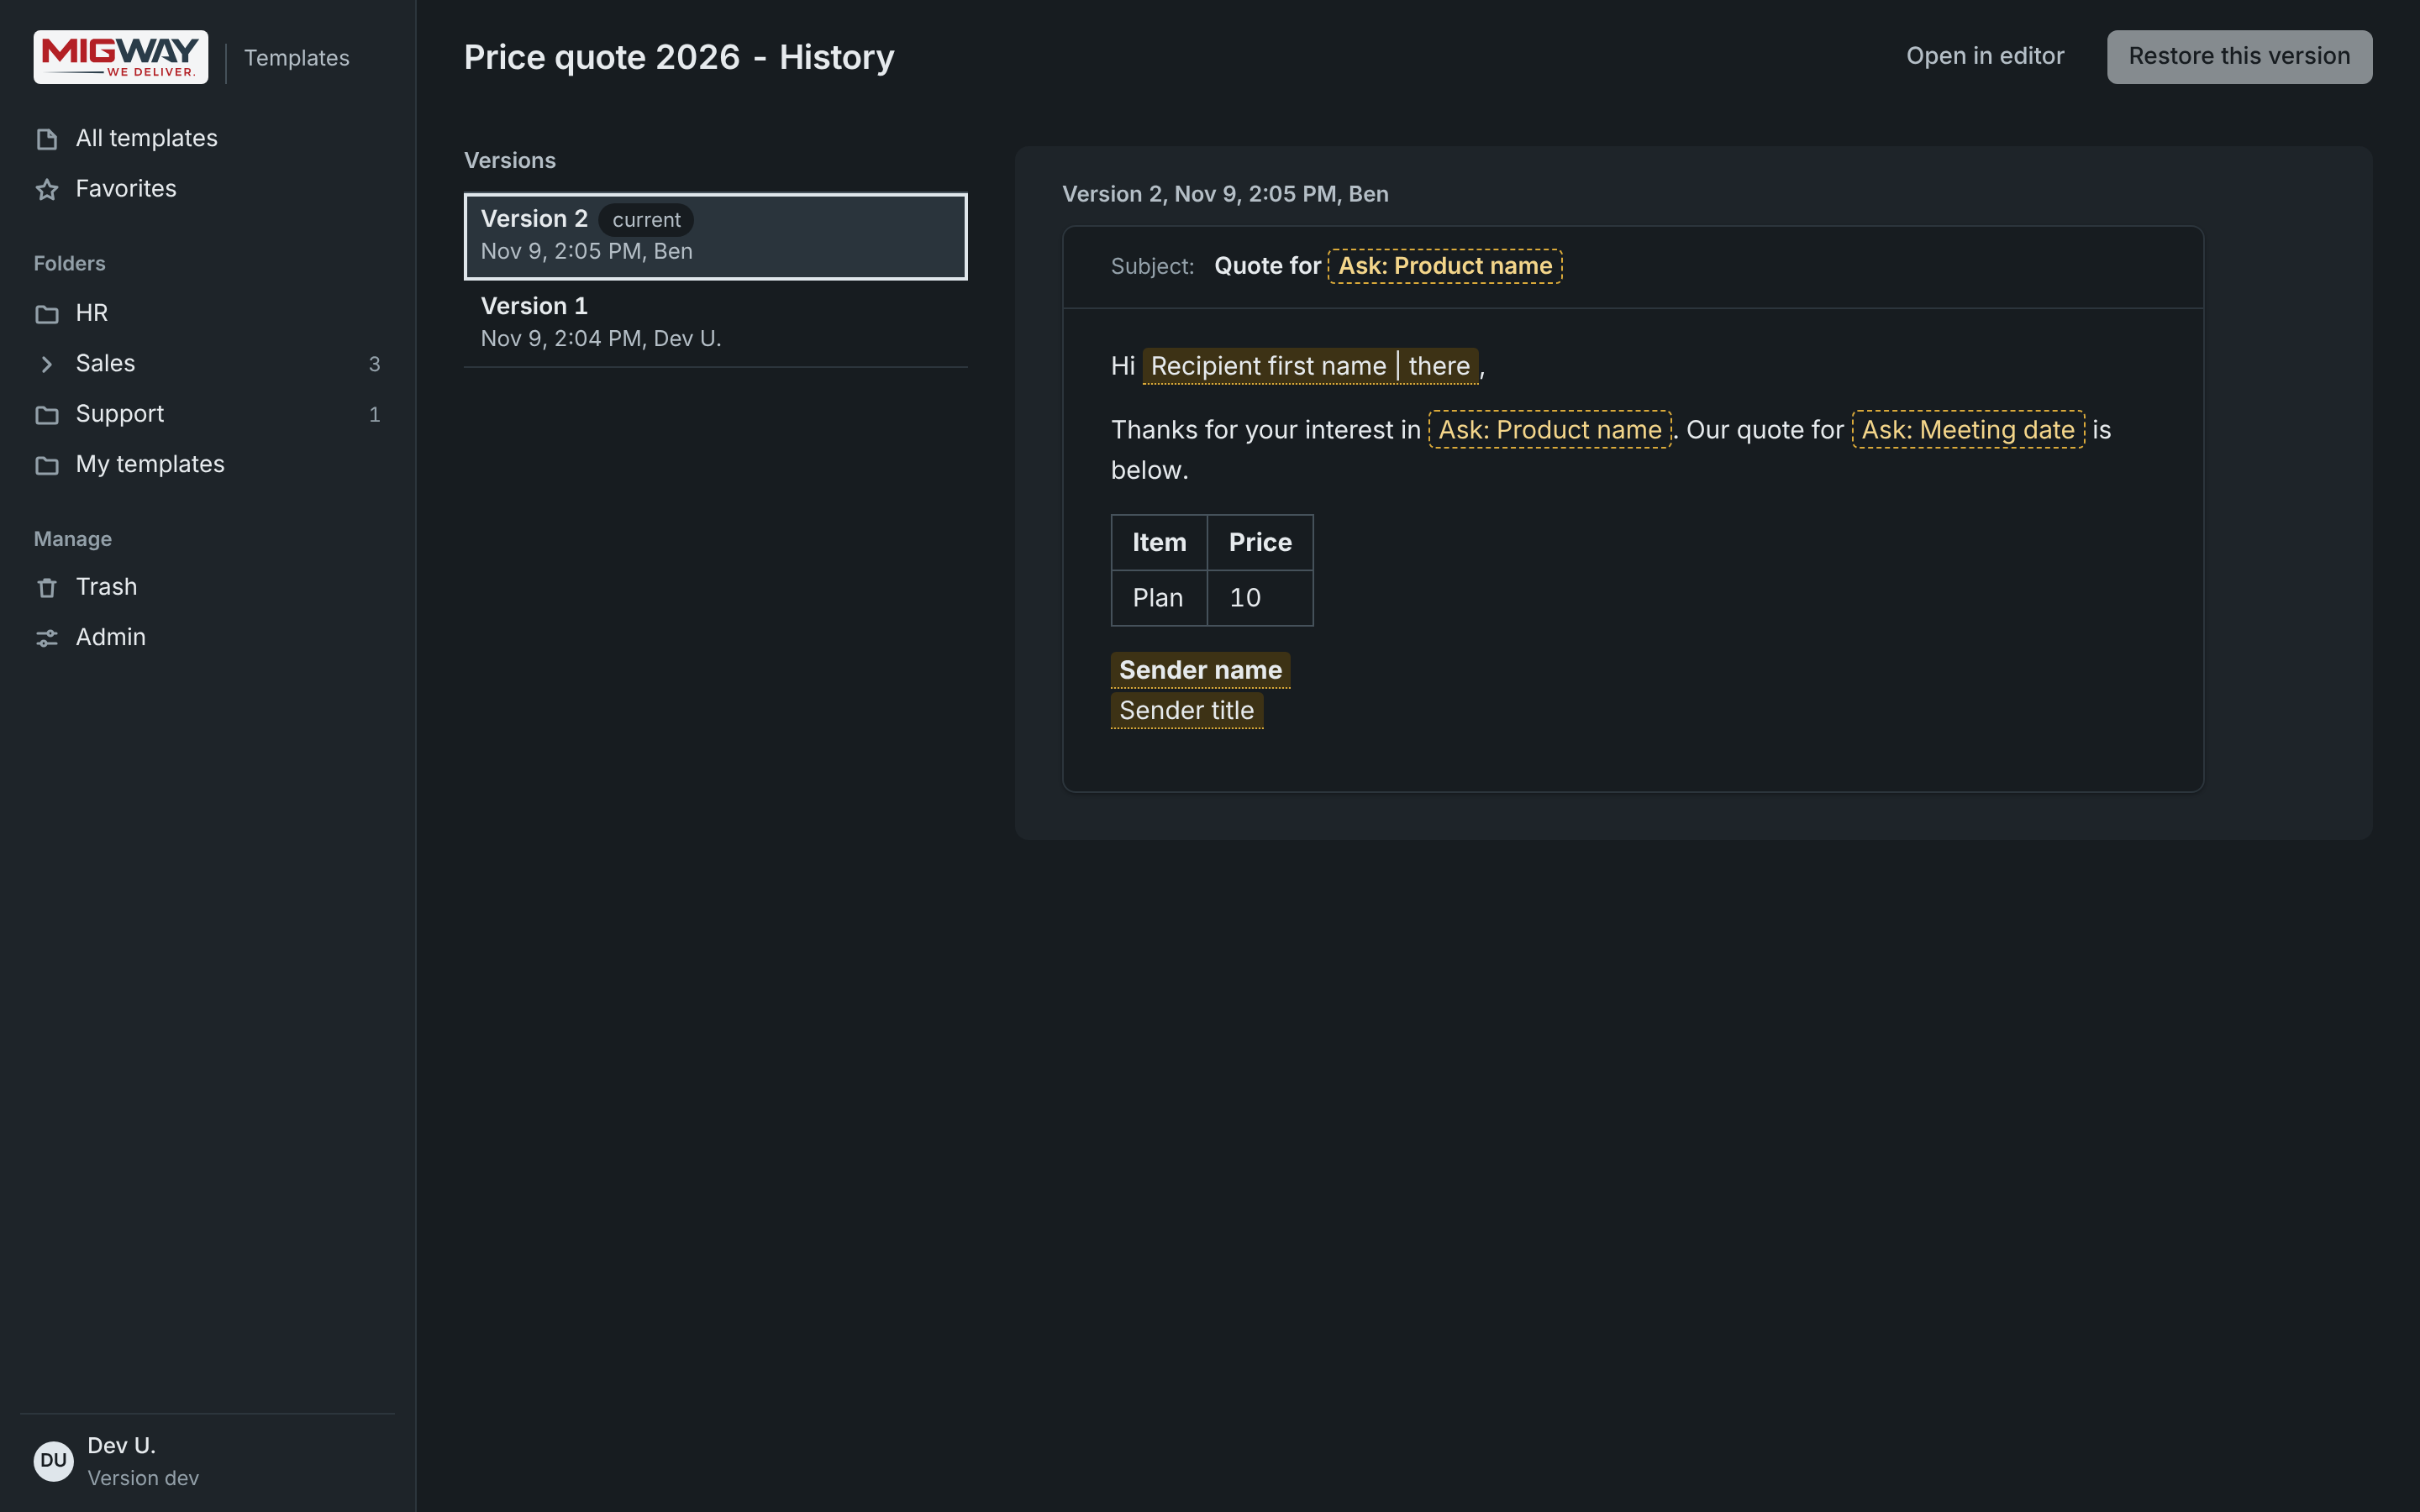 MIGWAY
WE DELIVER.
Templates
All templates
Favorites
Folders
HR
Sales 3
Support 1
My templates
Manage
Trash
Admin
DU
Dev U.
Version dev
Price quote 2026 - History
Open in editor
Restore this version
Versions
Version 2 current
Nov 9, 2:05 PM, Ben
Version 1
Nov 9, 2:04 PM, Dev U.
Version 2, Nov 9, 2:05 PM, Ben
Subject: Quote for Ask: Product name
Hi Recipient first name | there,
Thanks for your interest in Ask: Product name. Our quote for Ask: Meeting date is
below.
Item Price
Plan 10
Sender name
Sender title